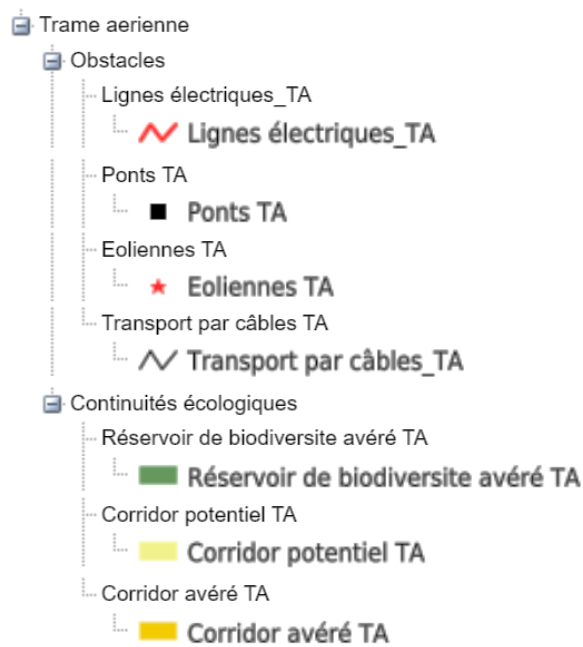 Trame aerienne
Obstacles
Lignes électriques_TA
Lignes électriques_TA
Ponts TA
Ponts TA
Eoliennes TA
Eoliennes TA
Transport par câbles TA
Transport par câbles_TA
Continuités écologiques
Réservoir de biodiversite avéré TA
Réservoir de biodiversite avéré TA
Corridor potentiel TA
Corridor potentiel TA
Corridor avéré TA
Corridor avéré TA